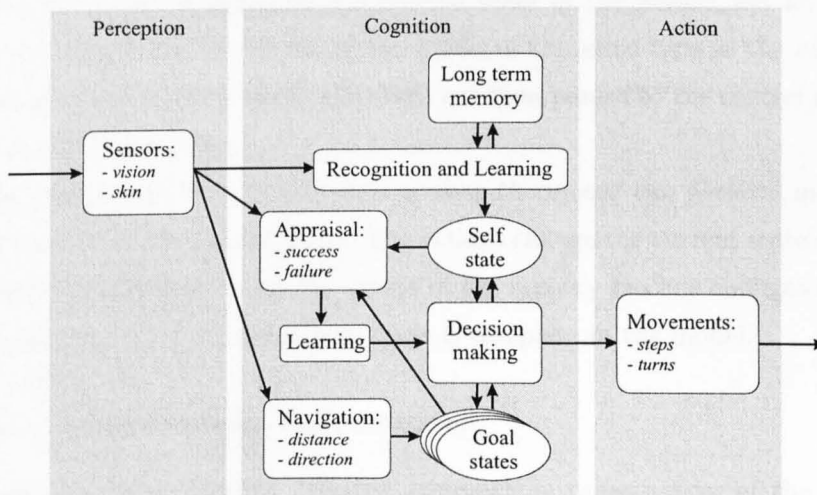 Perception
Cognition
Action
Long term
memory
Sensors:
- vision
- skin
Recognition and Learning
Appraisal:
- success
- failure
Self
state
Learning
Decision
making
Movements:
- steps
- turns
Navigation:
- distance
- direction
Goal
states